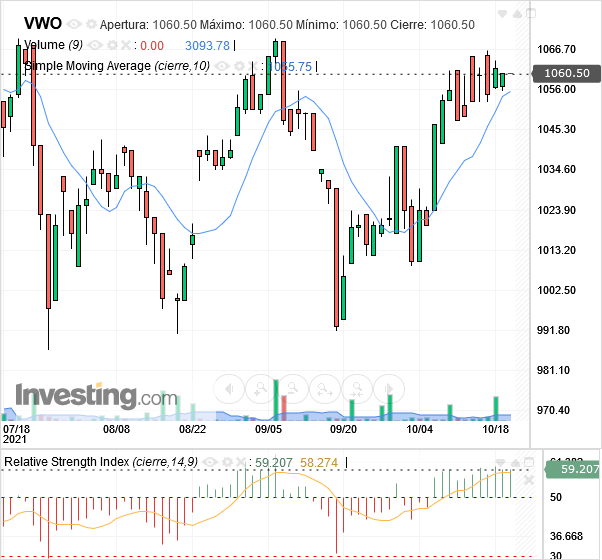 VWO Apertura: 1060.50 Máximo: 1060.50 Mínimo: 1060.50 Cierre: 1060.50
Volume (9) : 0.00 3093.78
Simple Moving Average (cierre,10) : 1055.75
1066.70
1060.50
1056.00
1045.30
1034.60
1023.90
1013.20
1002.50
991.80
981.10
970.40
Investing.com
07/18 08/08 08/22 09/05 09/20 10/04 10/18
2021
Relative Strength Index (cierre,14,9) : 59.207 58.274
59.207
50
36.668
30